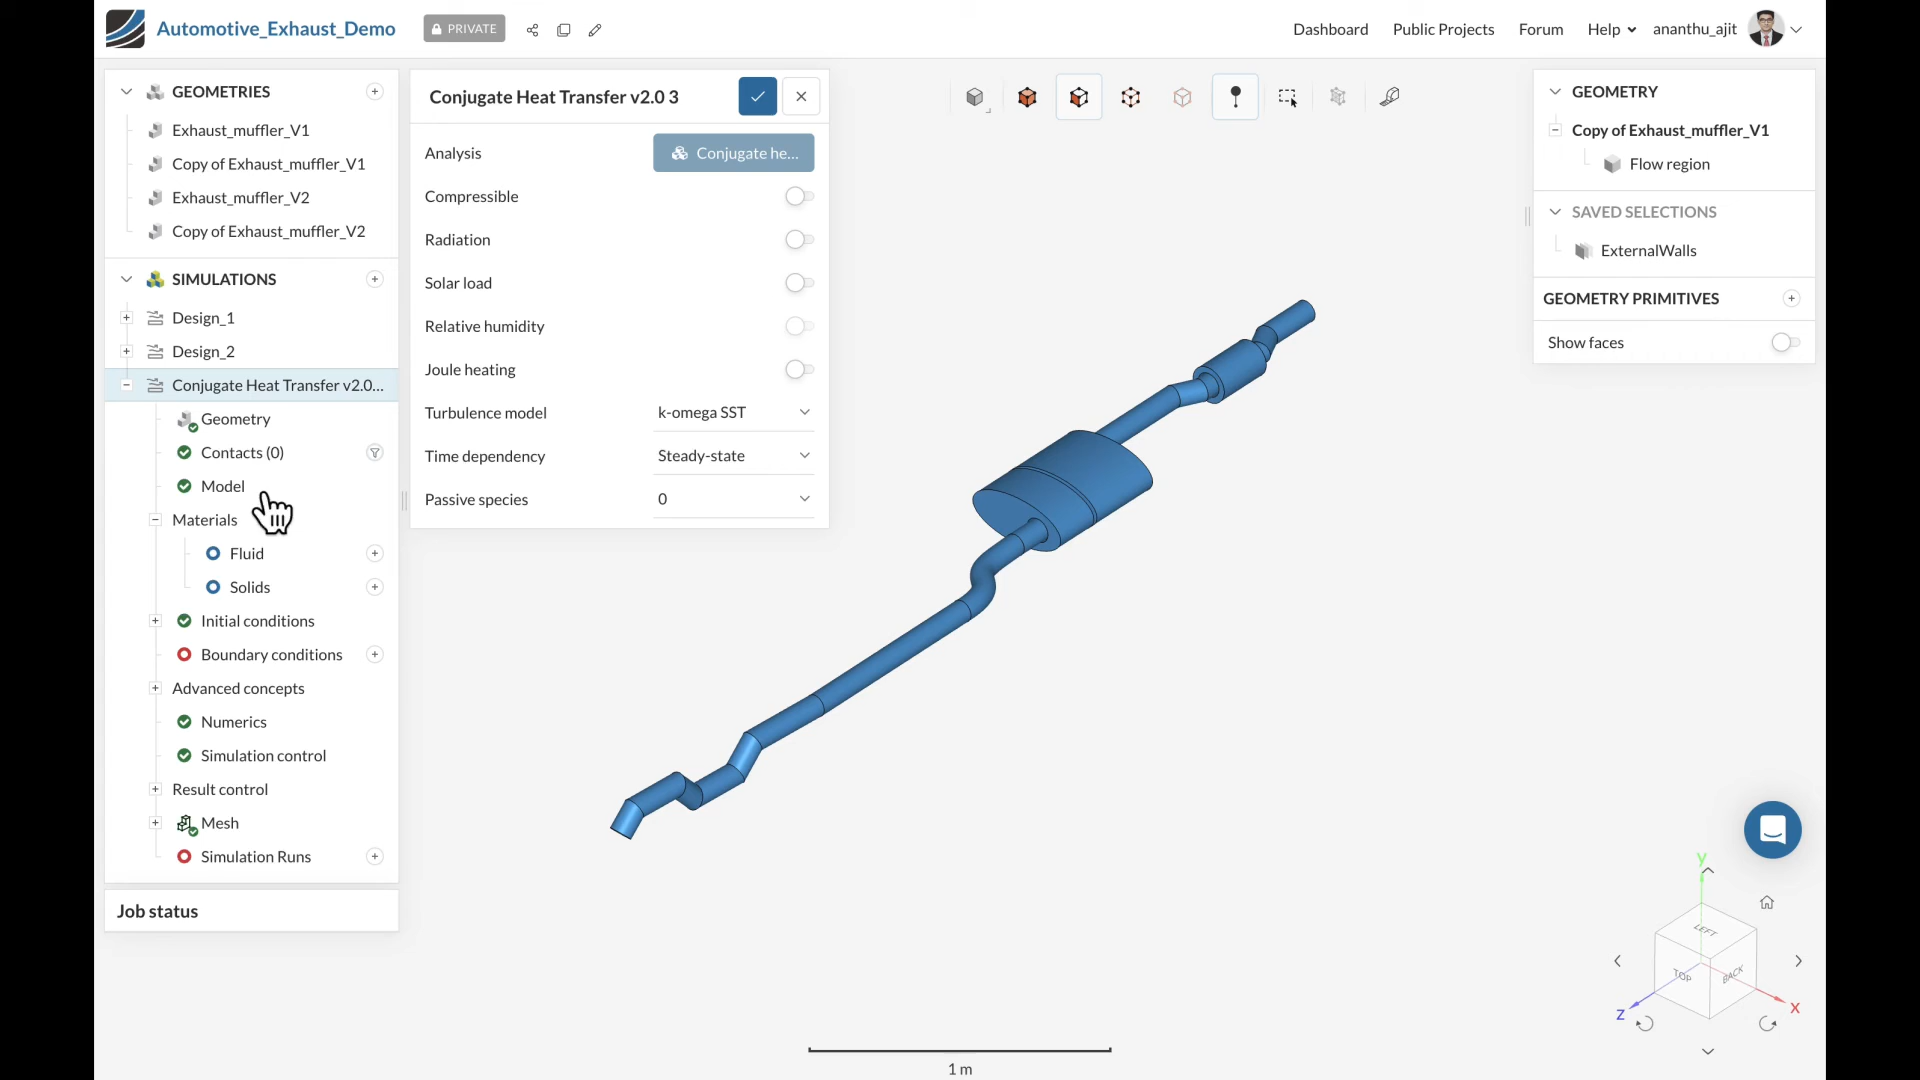 Automotive_Exhaust_Demo
PRIVATE
Dashboard
Public Projects
Forum
Help
ananthu_ajit
GEOMETRIES
Exhaust_muffler_V1
Copy of Exhaust_muffler_V1
Exhaust_muffler_V2
Copy of Exhaust_muffler_V2
SIMULATIONS
Design_1
Design_2
Conjugate Heat Transfer v2.0...
Geometry
Contacts (0)
Model
Materials
Fluid
Solids
Initial conditions
Boundary conditions
Advanced concepts
Numerics
Simulation control
Result control
Mesh
Simulation Runs
Job status
Conjugate Heat Transfer v2.0 3
Analysis Conjugate he...
Compressible
Radiation
Solar load
Relative humidity
Joule heating
Turbulence model k-omega SST
Time dependency Steady-state
Passive species 0
GEOMETRY
Copy of Exhaust_muffler_V1
Flow region
SAVED SELECTIONS
ExternalWalls
GEOMETRY PRIMITIVES
Show faces
y
LEFT
TOP
BACK
z
x
1 m